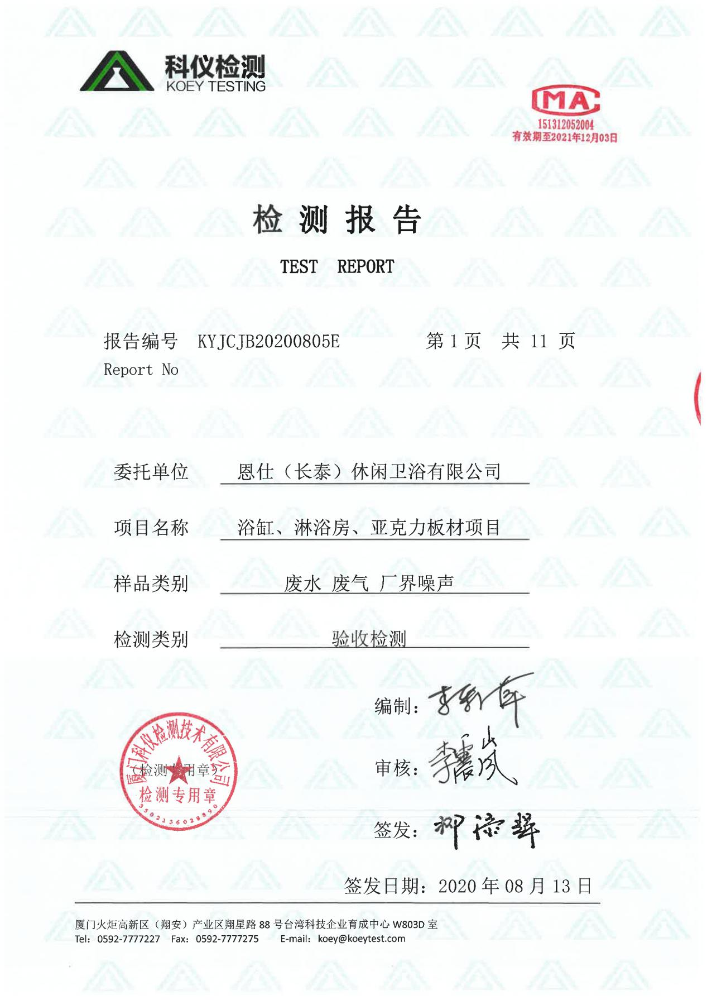 科仪检测
KOEY TESTING
MA
151312052004
有效期至2021年12月03日
检测报告
TEST REPORT
报告编号 KYJCJB20200805E 第 1 页 共 11 页
Report No
委托单位 恩仕（长泰）休闲卫浴有限公司
项目名称 浴缸、淋浴房、亚克力板材项目
样品类别 废水 废气 厂界噪声
检测类别 验收检测
编制：
厦门科仪检测技术有限公司
（检测专用章）
检测专用章
审核：
签发：
签发日期：2020 年 08 月 13 日
厦门火炬高新区（翔安）产业区翔星路 88 号台湾科技企业育成中心 W803D 室
Tel：0592-7777227 Fax：0592-7777275 E-mail：koey@koeytest.com